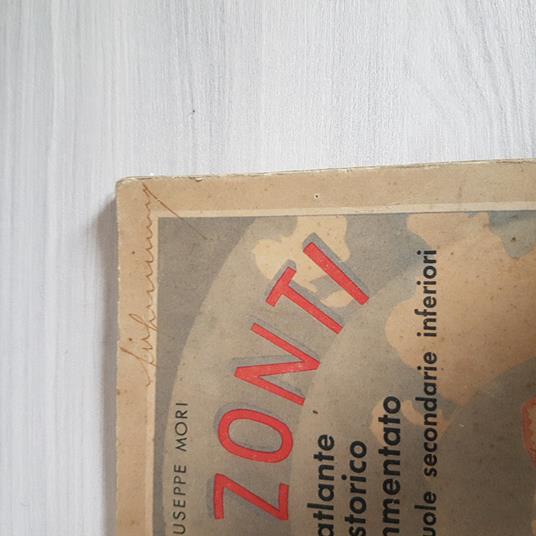 USEPPE MORI
ZONTI
atlante
storico
mmentato
uole secondarie inferiori